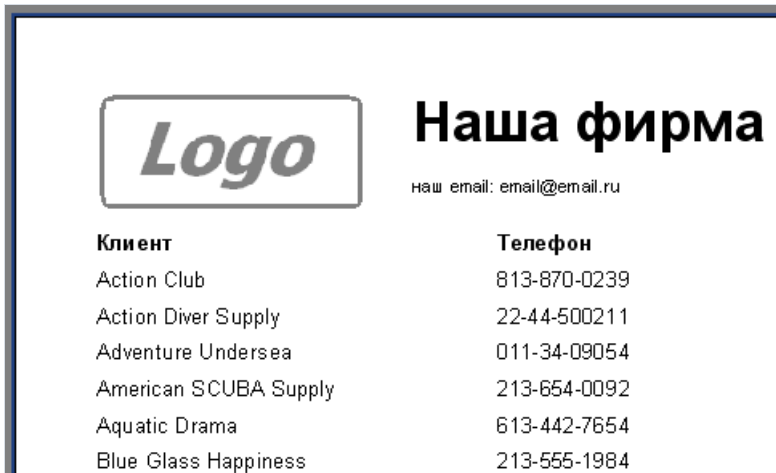 Logo
Наша фирма
наш email: email@email.ru
Клиент Телефон
Action Club 813-870-0239
Action Diver Supply 22-44-500211
Adventure Undersea 011-34-09054
American SCUBA Supply 213-654-0092
Aquatic Drama 613-442-7654
Blue Glass Happiness 213-555-1984